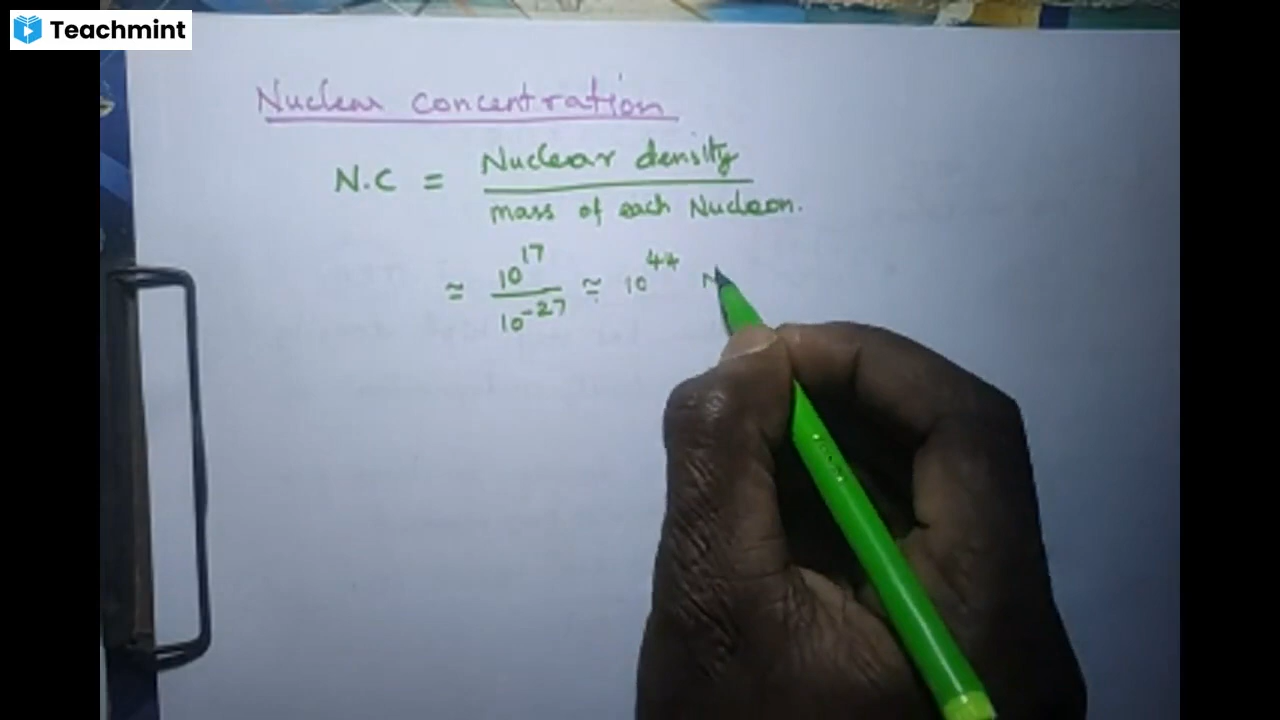 Teachmint
Nuclear concentration
N.C = Nuclear density
mass of each Nucleon.
≅ 10^17 / 10^-27 ≅ 10^44 N